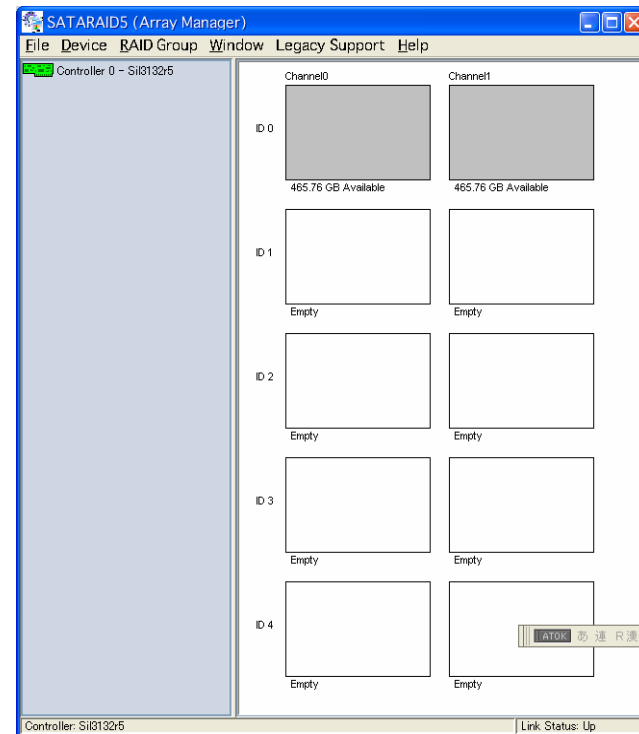 SATARAID5 (Array Manager)
File Device RAID Group Window Legacy Support Help
Controller 0 - SiI3132r5
Channel0 Channel1
ID 0
465.76 GB Available 465.76 GB Available
ID 1
Empty Empty
ID 2
Empty Empty
ID 3
Empty Empty
ID 4
ATOK あ 連 R漢
Empty Empty
Controller: SiI3132r5 Link Status: Up